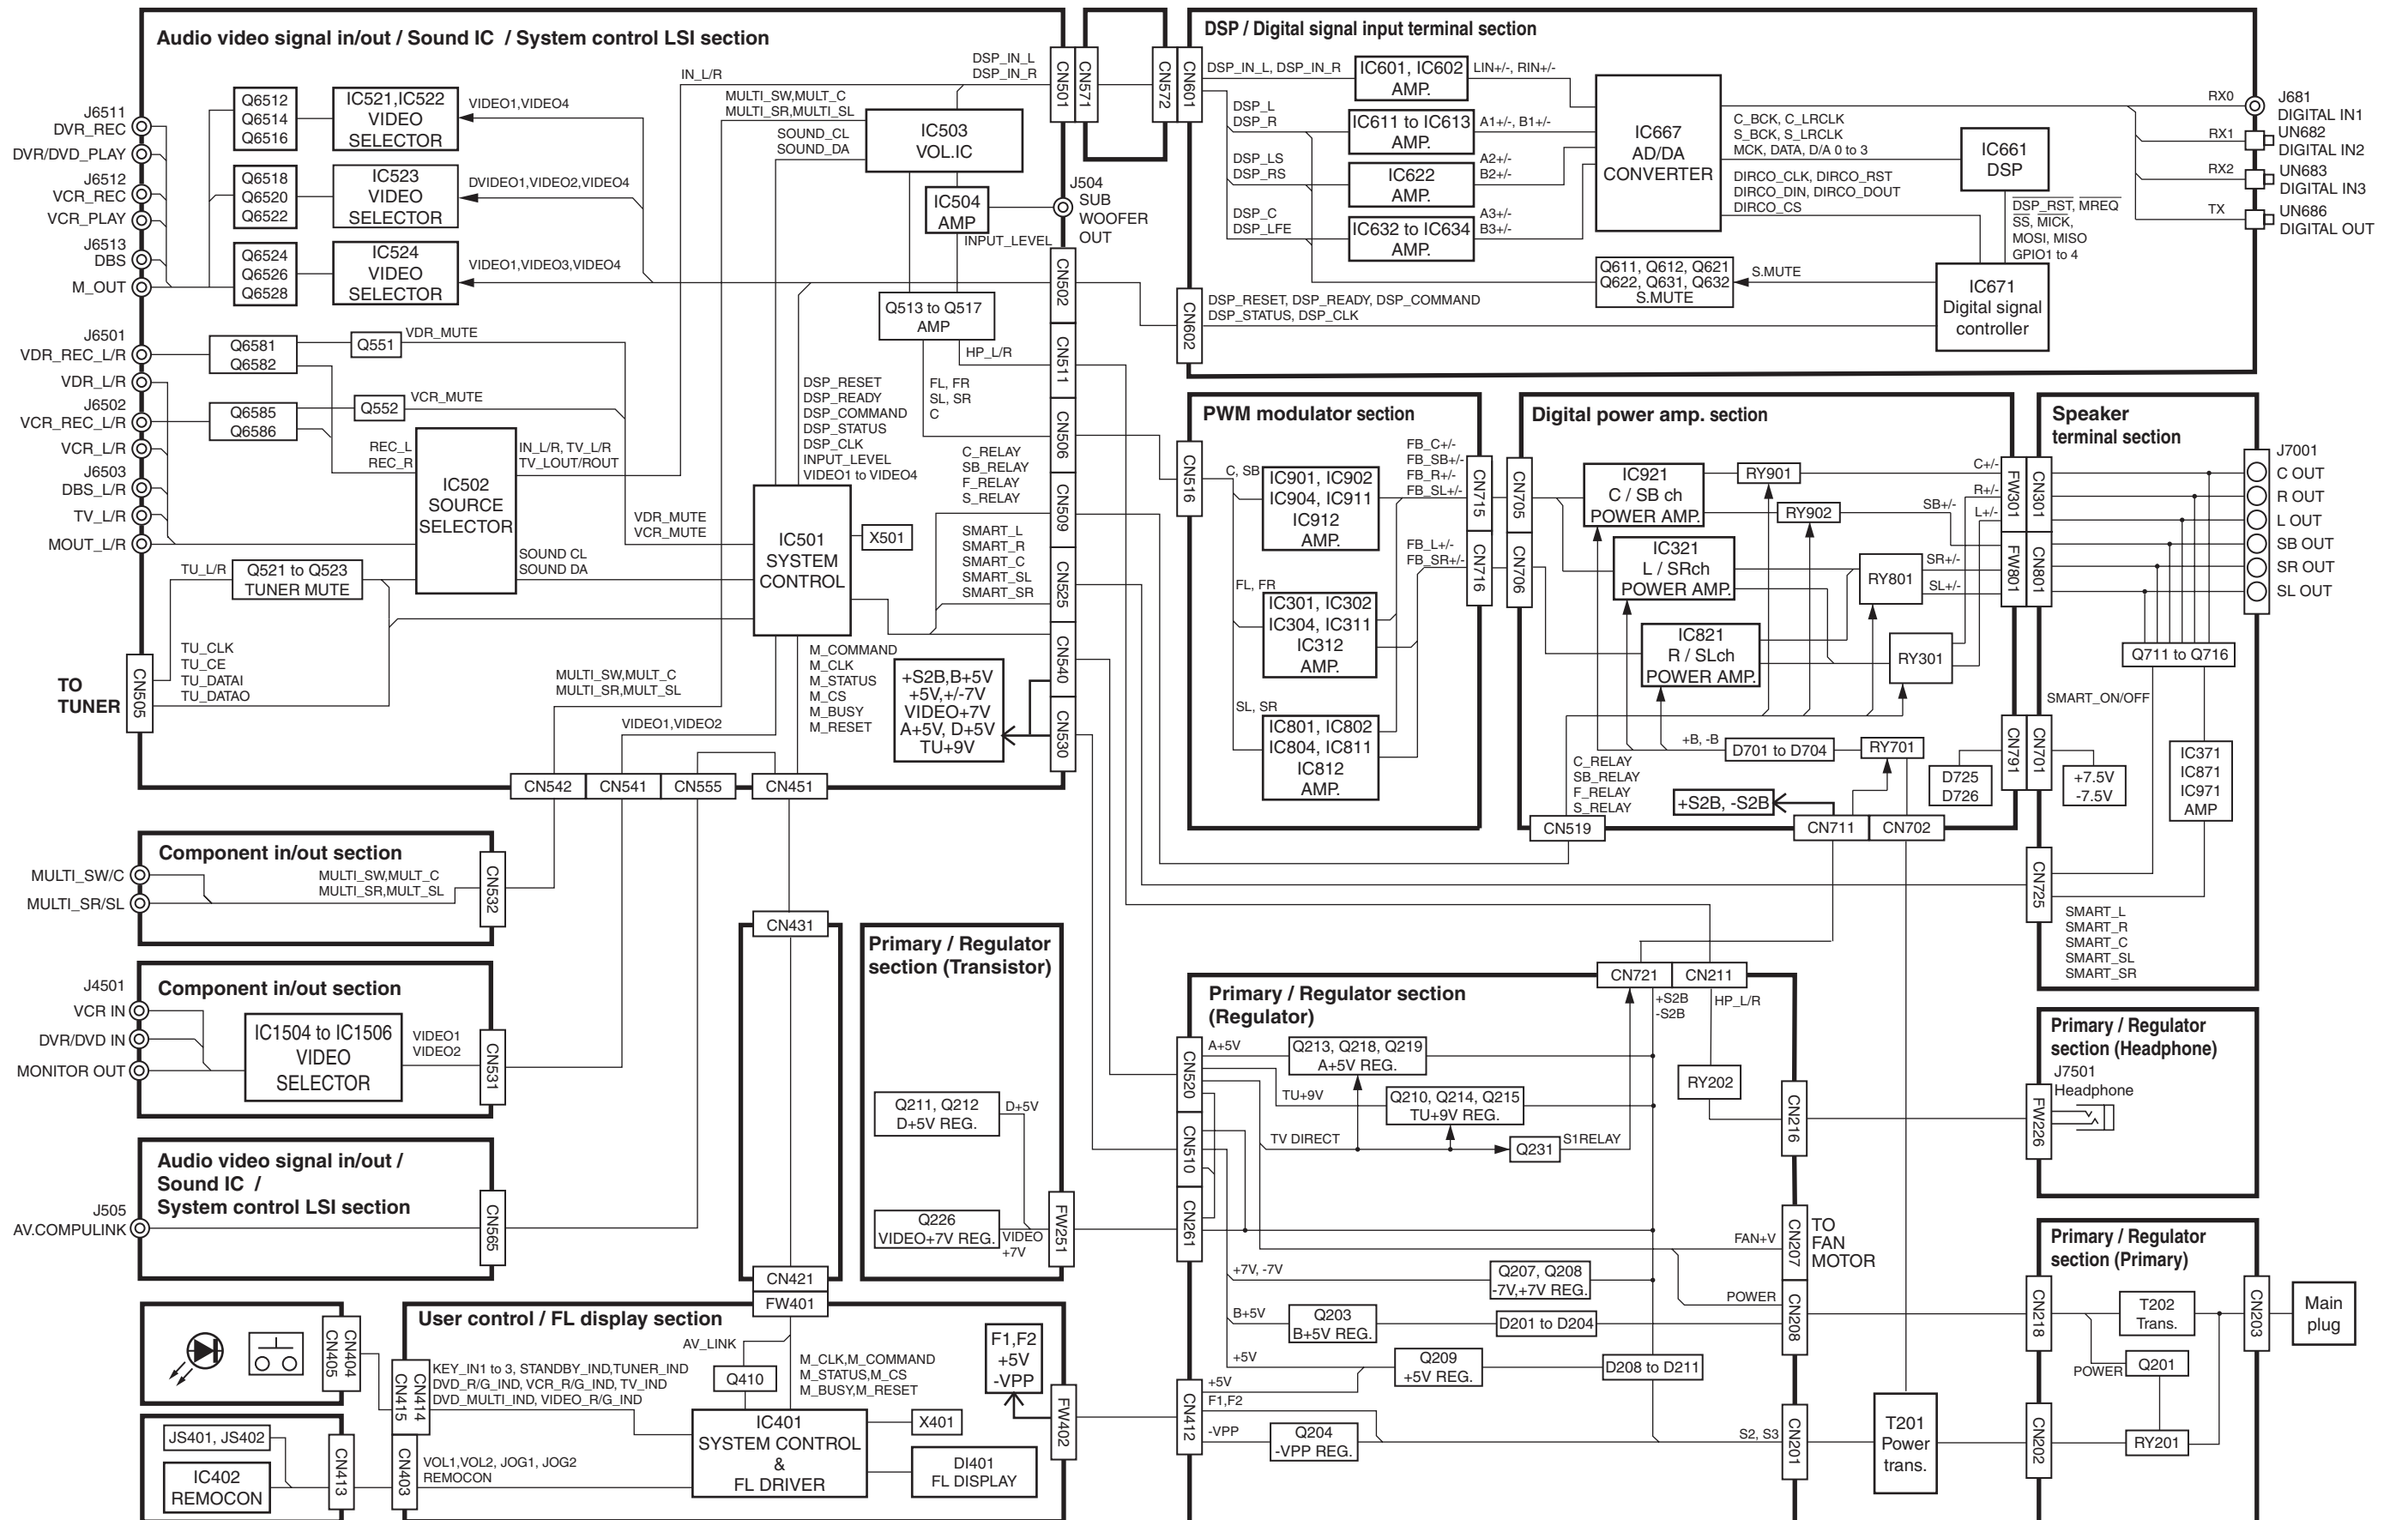 Audio video signal in/out / Sound IC / System control LSI section
J6511
DVR_REC
DVR/DVD_PLAY
J6512
VCR_REC
VCR_PLAY
J6513
DBS
M_OUT
Q6512
Q6514
Q6516
IC521,IC522
VIDEO
SELECTOR
VIDEO1,VIDEO4
Q6518
Q6520
Q6522
IC523
VIDEO
SELECTOR
DVIDEO1,VIDEO2,VIDEO4
Q6524
Q6526
Q6528
IC524
VIDEO
SELECTOR
VIDEO1,VIDEO3,VIDEO4
J6501
VDR_REC_L/R
VDR_L/R
J6502
VCR_REC_L/R
VCR_L/R
J6503
DBS_L/R
TV_L/R
MOUT_L/R
Q6581
Q6582
Q551
VDR_MUTE
Q6585
Q6586
Q552
VCR_MUTE
REC_L
REC_R
IC502
SOURCE
SELECTOR
IN_L/R, TV_L/R
TV_LOUT/ROUT
SOUND CL
SOUND DA
TU_L/R
Q521 to Q523
TUNER MUTE
TU_CLK
TU_CE
TU_DATAI
TU_DATAO
TO
TUNER
CN505
IN_L/R
DSP_IN_L
DSP_IN_R
MULTI_SW,MULT_C
MULTI_SR,MULTI_SL
SOUND_CL
SOUND_DA
IC503
VOL.IC
IC504
AMP
INPUT_LEVEL
J504
SUB
WOOFER
OUT
Q513 to Q517
AMP
HP_L/R
FL, FR
SL, SR
C
DSP_RESET
DSP_READY
DSP_COMMAND
DSP_STATUS
DSP_CLK
INPUT_LEVEL
VIDEO1 to VIDEO4
C_RELAY
SB_RELAY
F_RELAY
S_RELAY
VDR_MUTE
VCR_MUTE
IC501
SYSTEM
CONTROL
X501
SMART_L
SMART_R
SMART_C
SMART_SL
SMART_SR
M_COMMAND
M_CLK
M_STATUS
M_CS
M_BUSY
M_RESET
MULTI_SW,MULT_C
MULTI_SR,MULT_SL
VIDEO1,VIDEO2
+S2B,B+5V
+5V,+/-7V
VIDEO+7V
A+5V, D+5V
TU+9V
CN501
CN571
CN572
CN601
CN502
CN511
CN506
CN509
CN525
CN540
CN530
CN542
CN541
CN555
CN451
DSP / Digital signal input terminal section
DSP_IN_L, DSP_IN_R
IC601, IC602
AMP.
LIN+/-, RIN+/-
DSP_L
DSP_R
IC611 to IC613
AMP.
A1+/-, B1+/-
DSP_LS
DSP_RS
IC622
AMP.
A2+/-
B2+/-
DSP_C
DSP_LFE
IC632 to IC634
AMP.
A3+/-
B3+/-
IC667
AD/DA
CONVERTER
C_BCK, C_LRCLK
S_BCK, S_LRCLK
MCK, DATA, D/A 0 to 3
DIRCO_CLK, DIRCO_RST
DIRCO_DIN, DIRCO_DOUT
DIRCO_CS
IC661
DSP
DSP_RST, MREQ
SS, MICK,
MOSI, MISO
GPIO1 to 4
Q611, Q612, Q621
Q622, Q631, Q632
S.MUTE
S.MUTE
IC671
Digital signal
controller
DSP_RESET, DSP_READY, DSP_COMMAND
DSP_STATUS, DSP_CLK
CN602
RX0
RX1
RX2
TX
J681
DIGITAL IN1
UN682
DIGITAL IN2
UN683
DIGITAL IN3
UN686
DIGITAL OUT
PWM modulator section
CN516
C, SB
IC901, IC902
IC904, IC911
IC912
AMP.
FL, FR
IC301, IC302
IC304, IC311
IC312
AMP.
SL, SR
IC801, IC802
IC804, IC811
IC812
AMP.
FB_C+/-
FB_SB+/-
FB_R+/-
FB_SL+/-
FB_L+/-
FB_SR+/-
CN715
CN716
CN705
CN706
Digital power amp. section
IC921
C / SB ch
POWER AMP.
IC321
L / SRch
POWER AMP.
IC821
R / SLch
POWER AMP.
RY901
RY902
RY801
RY301
C+/-
R+/-
L+/-
SB+/-
SR+/-
SL+/-
+B, -B
D701 to D704
RY701
C_RELAY
SB_RELAY
F_RELAY
S_RELAY
+S2B, -S2B
D725
D726
CN519
CN711
CN702
FW301
CN301
FW801
CN801
CN791
CN701
Speaker
terminal section
J7001
C OUT
R OUT
L OUT
SB OUT
SR OUT
SL OUT
Q711 to Q716
SMART_ON/OFF
+7.5V
-7.5V
IC371
IC871
IC971
AMP
CN725
SMART_L
SMART_R
SMART_C
SMART_SL
SMART_SR
Component in/out section
MULTI_SW/C
MULTI_SR/SL
MULTI_SW,MULT_C
MULTI_SR,MULT_SL
CN532
Component in/out section
J4501
VCR IN
DVR/DVD IN
MONITOR OUT
IC1504 to IC1506
VIDEO
SELECTOR
VIDEO1
VIDEO2
CN531
Audio video signal in/out /
Sound IC /
System control LSI section
J505
AV.COMPULINK
CN565
CN431
CN421
FW401
Primary / Regulator
section (Transistor)
Q211, Q212
D+5V REG.
D+5V
Q226
VIDEO+7V REG.
VIDEO
+7V
FW251
Primary / Regulator section
(Regulator)
CN721
CN211
+S2B
-S2B
HP_L/R
A+5V
Q213, Q218, Q219
A+5V REG.
TU+9V
Q210, Q214, Q215
TU+9V REG.
TV DIRECT
Q231
S1RELAY
RY202
CN520
CN510
CN261
CN412
CN216
CN207
CN208
CN201
FAN+V
TO
FAN
MOTOR
+7V, -7V
Q207, Q208
-7V,+7V REG.
POWER
B+5V
Q203
B+5V REG.
D201 to D204
+5V
Q209
+5V REG.
D208 to D211
+5V
F1,F2
-VPP
Q204
-VPP REG.
S2, S3
T201
Power
trans.
Primary / Regulator
section (Headphone)
J7501
Headphone
FW226
Primary / Regulator
section (Primary)
CN218
T202
Trans.
CN203
Main
plug
POWER
Q201
CN202
RY201
CN404
CN405
JS401, JS402
IC402
REMOCON
CN413
User control / FL display section
CN414
CN415
CN403
KEY_IN1 to 3, STANDBY_IND,TUNER_IND
DVD_R/G_IND, VCR_R/G_IND, TV_IND
DVD_MULTI_IND, VIDEO_R/G_IND
AV_LINK
Q410
M_CLK,M_COMMAND
M_STATUS,M_CS
M_BUSY,M_RESET
F1,F2
+5V
-VPP
FW402
IC401
SYSTEM CONTROL
&
FL DRIVER
X401
DI401
FL DISPLAY
VOL1,VOL2, JOG1, JOG2
REMOCON